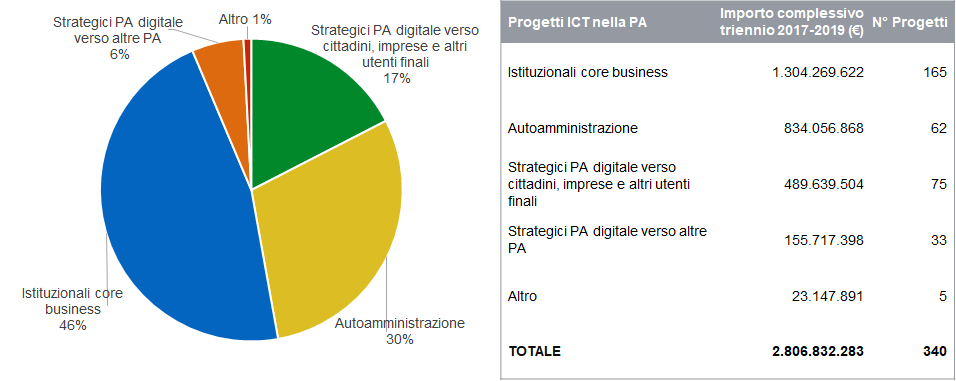 Strategici PA digitale
verso altre PA
6%
Altro 1%
Strategici PA digitale verso
cittadini, imprese e altri
utenti finali
17%
Istituzionali core
business
46%
Autoamministrazione
30%
Progetti ICT nella PA
Importo complessivo
triennio 2017-2019 (€)
N° Progetti
Istituzionali core business 1.304.269.622 165
Autoamministrazione 834.056.868 62
Strategici PA digitale verso
cittadini, imprese e altri utenti
finali
489.639.504 75
Strategici PA digitale verso altre
PA
155.717.398 33
Altro 23.147.891 5
TOTALE 2.806.832.283 340